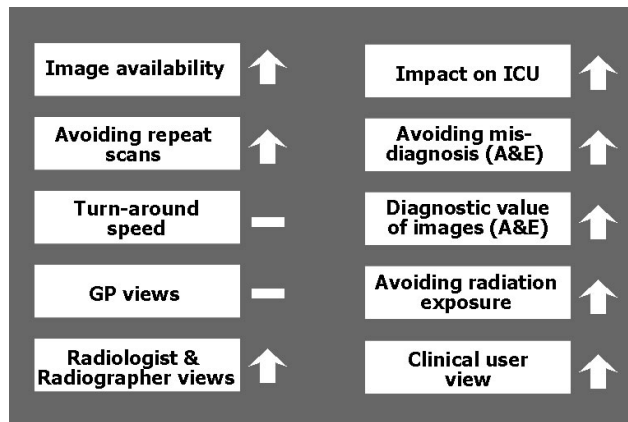 Image availability
Avoiding repeat
scans
Turn-around
speed
GP views
Radiologist &
Radiographer views
Impact on ICU
Avoiding mis-
diagnosis (A&E)
Diagnostic value
of images (A&E)
Avoiding radiation
exposure
Clinical user
view